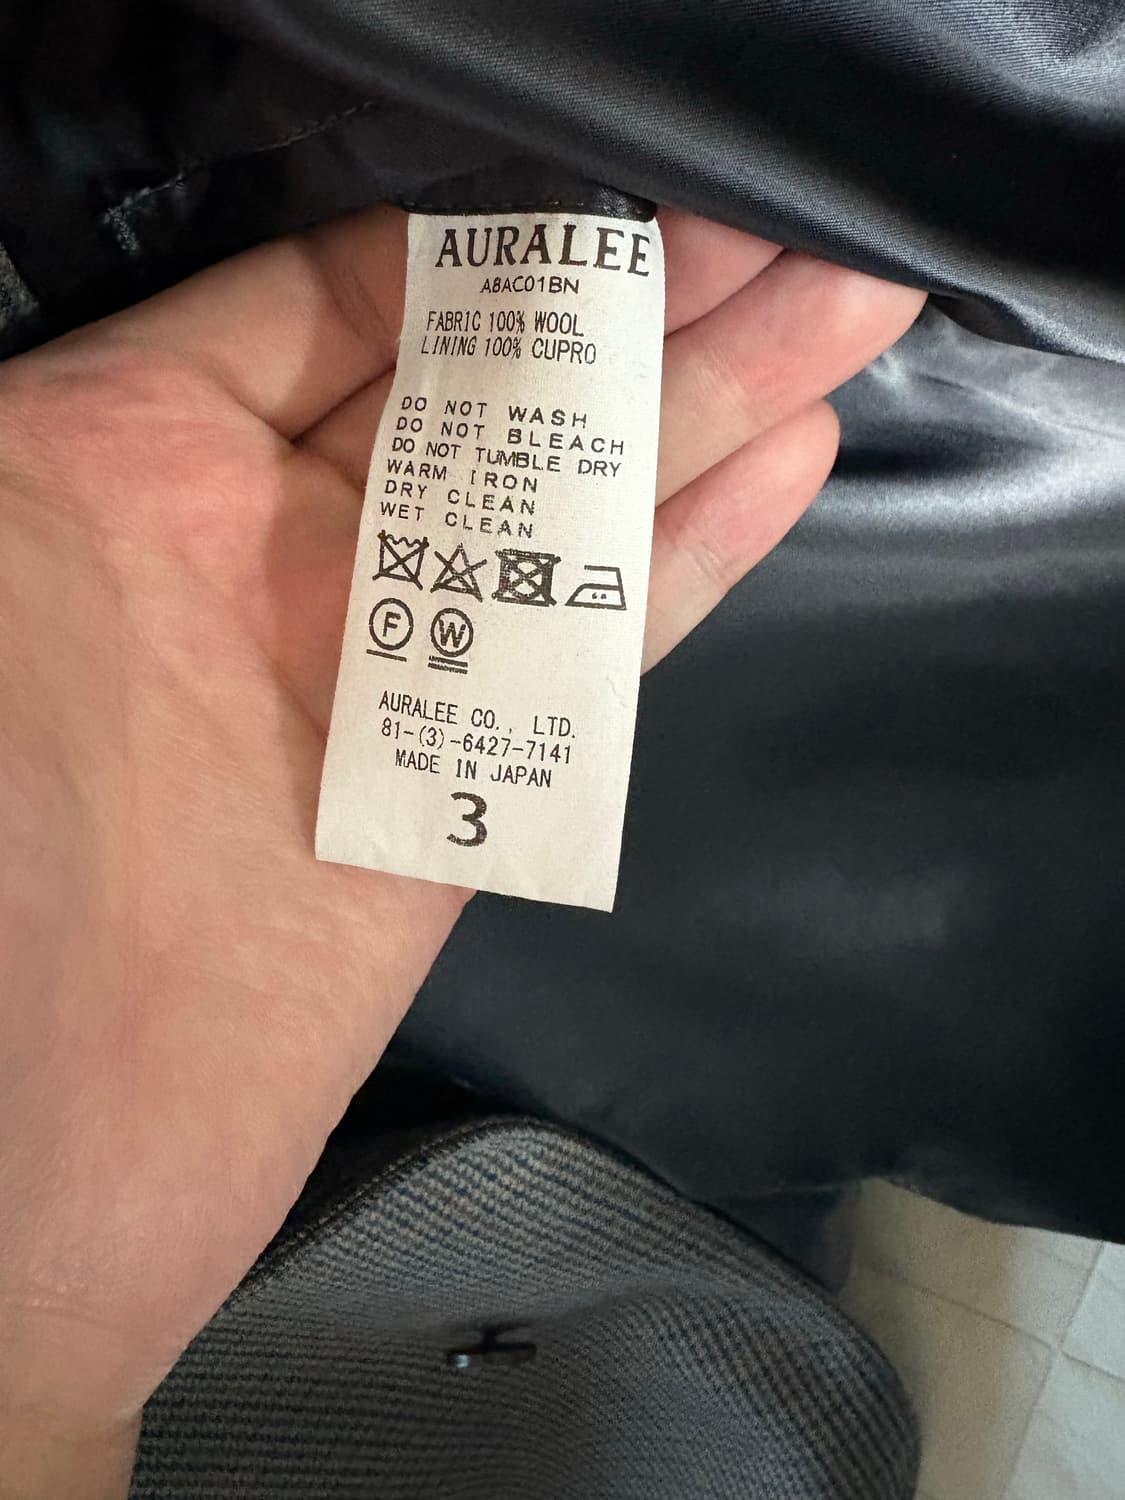 AURALEE
A8AC01BN
FABRIC 100% WOOL
LINING 100% CUPRO
DO NOT WASH
DO NOT BLEACH
DO NOT TUMBLE DRY
WARM IRON
DRY CLEAN
WET CLEAN
F W
AURALEE CO., LTD.
81-(3)-6427-7141
MADE IN JAPAN
3